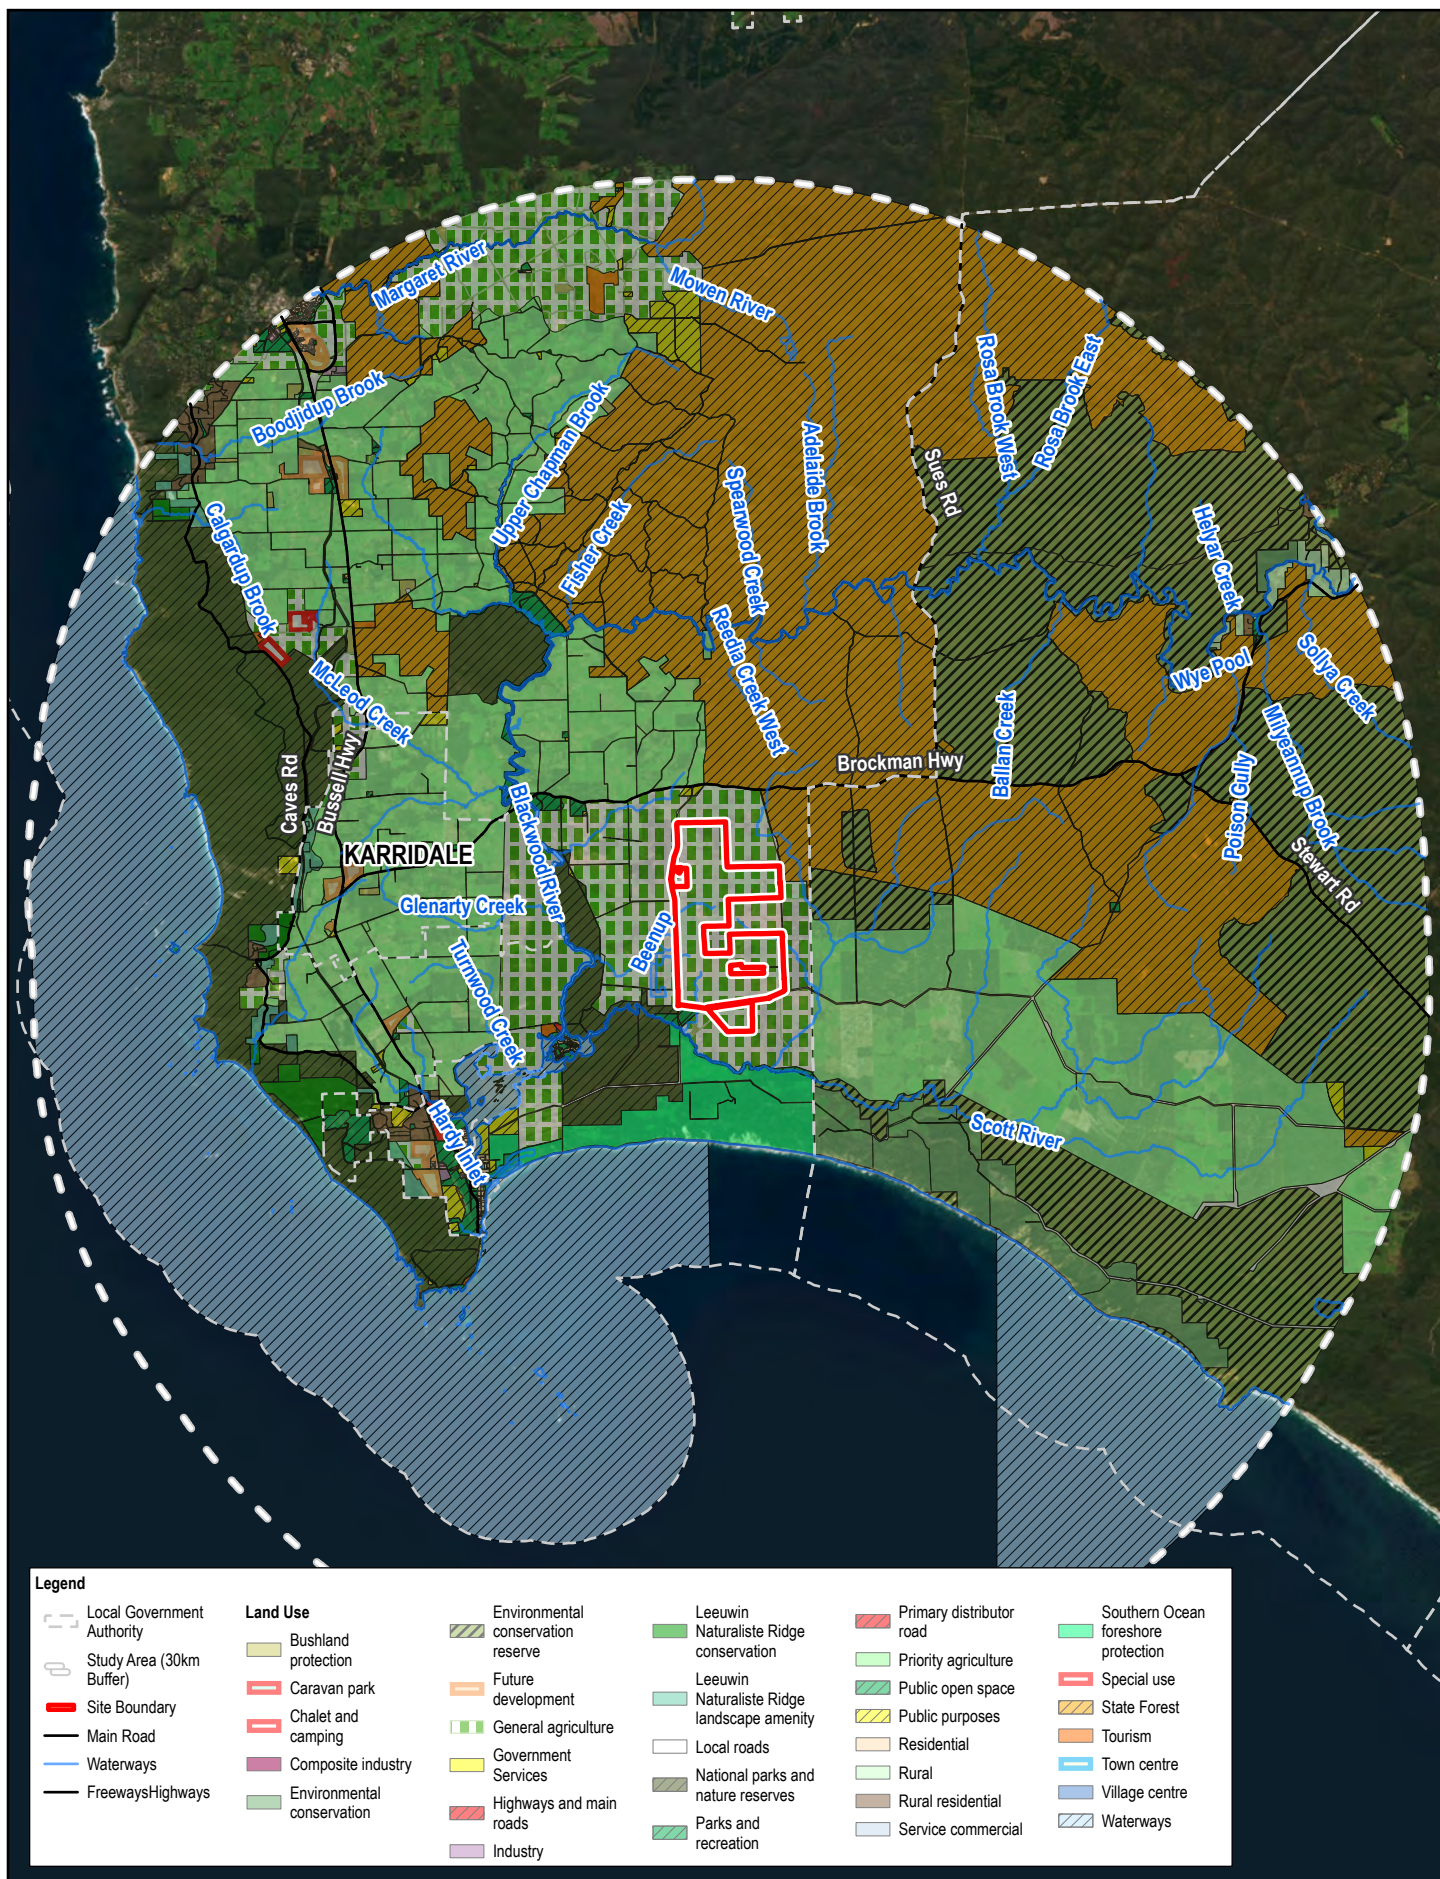 Margaret River
Mowen River
Boodjidup Brook
Upper Chapman Brook
Fisher Creek
Spearwood Creek
Adelaide Brook
Sues Rd
Rosa Brook West
Rosa Brook East
Calgardup Brook
Helyar Creek
McLeod Creek
Reedia Creek West
Wye Pool
Sollya Creek
Caves Rd
Bussell Hwy
Blackwood River
Brockman Hwy
Ballan Creek
Poison Gully
Milyeannup Brook
KARRIDALE
Stewart Rd
Glenarty Creek
Beenup
Turnwood Creek
Hardy Inlet
Scott River
Legend
Local Government
Authority
Study Area (30km
Buffer)
Site Boundary
Main Road
Waterways
FreewaysHighways
Land Use
Bushland
protection
Caravan park
Chalet and
camping
Composite industry
Environmental
conservation
Environmental
conservation
reserve
Future
development
General agriculture
Government
Services
Highways and main
roads
Industry
Leeuwin
Naturaliste Ridge
conservation
Leeuwin
Naturaliste Ridge
landscape amenity
Local roads
National parks and
nature reserves
Parks and
recreation
Primary distributor
road
Priority agriculture
Public open space
Public purposes
Residential
Rural
Rural residential
Service commercial
Southern Ocean
foreshore
protection
Special use
State Forest
Tourism
Town centre
Village centre
Waterways